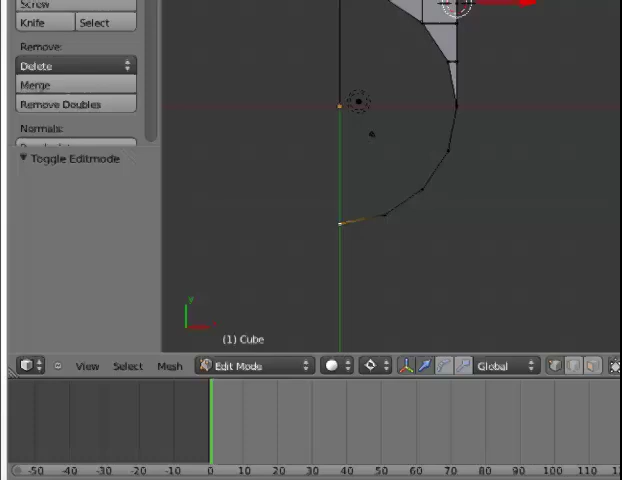 Screw
Knife Select
Remove:
Delete
Merge
Remove Doubles
Normals:
Toggle Editmode
y
(1) Cube
View Select Mesh Edit Mode Global
-50 -40 -30 -20 -10 0 10 20 30 40 50 60 70 80 90 100 110